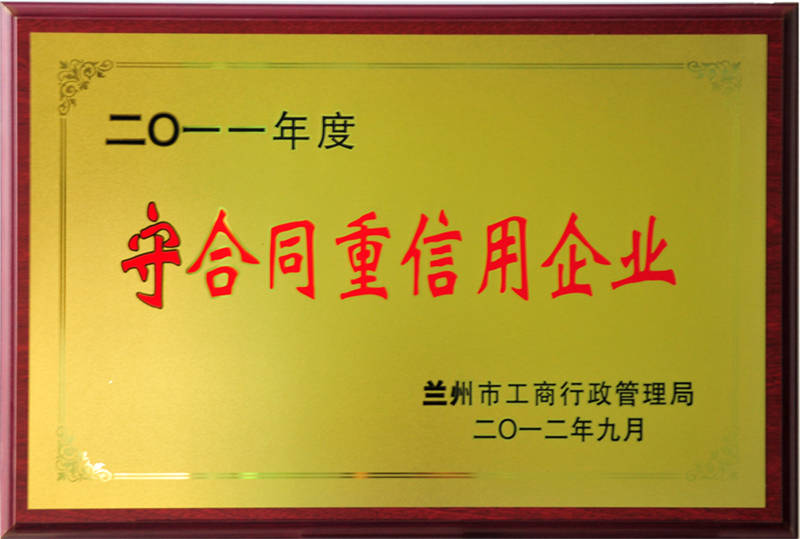 二〇一一年度
守合同重信用企业
兰州市工商行政管理局
二〇一二年九月